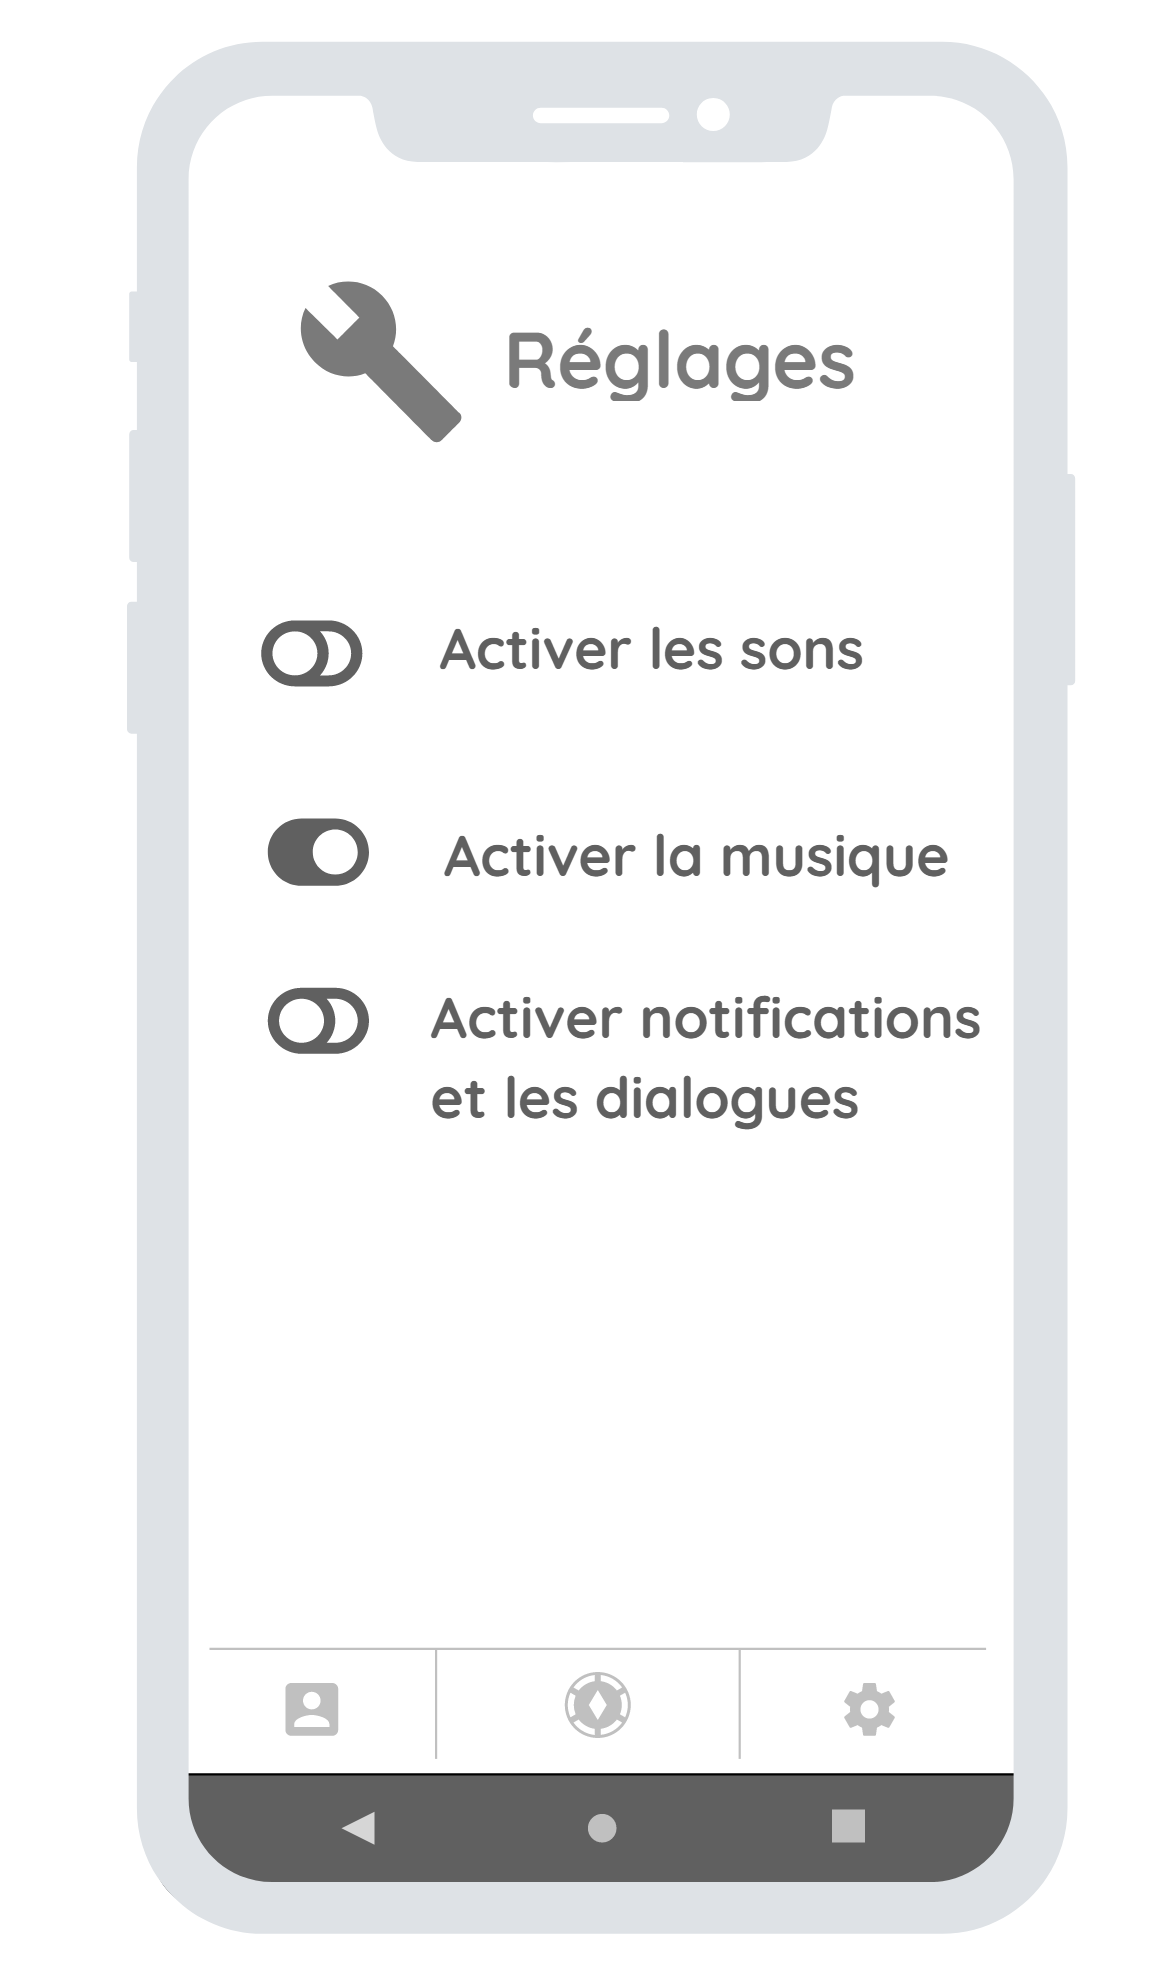 Réglages
Activer les sons
Activer la musique
Activer notifications
et les dialogues